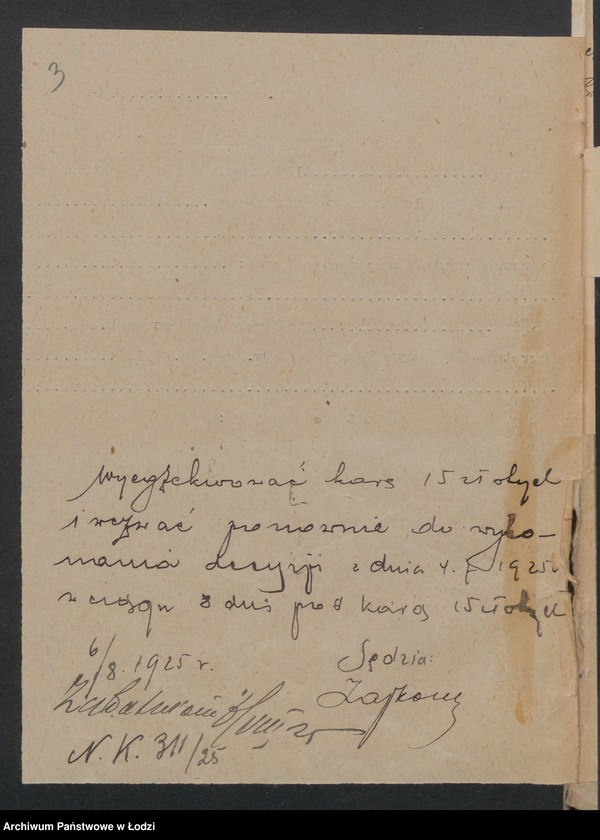 3
Wyegzekwować karę 15 złotych
i wezwać ponownie do wyko-
nania decyzji z dnia 4. 1925 r
w ciągu 8 dni pod karą 15 złotych
6/8. 1925 r.
Sędzia:
N. K. 311/25
Archiwum Państwowe w Łodzi